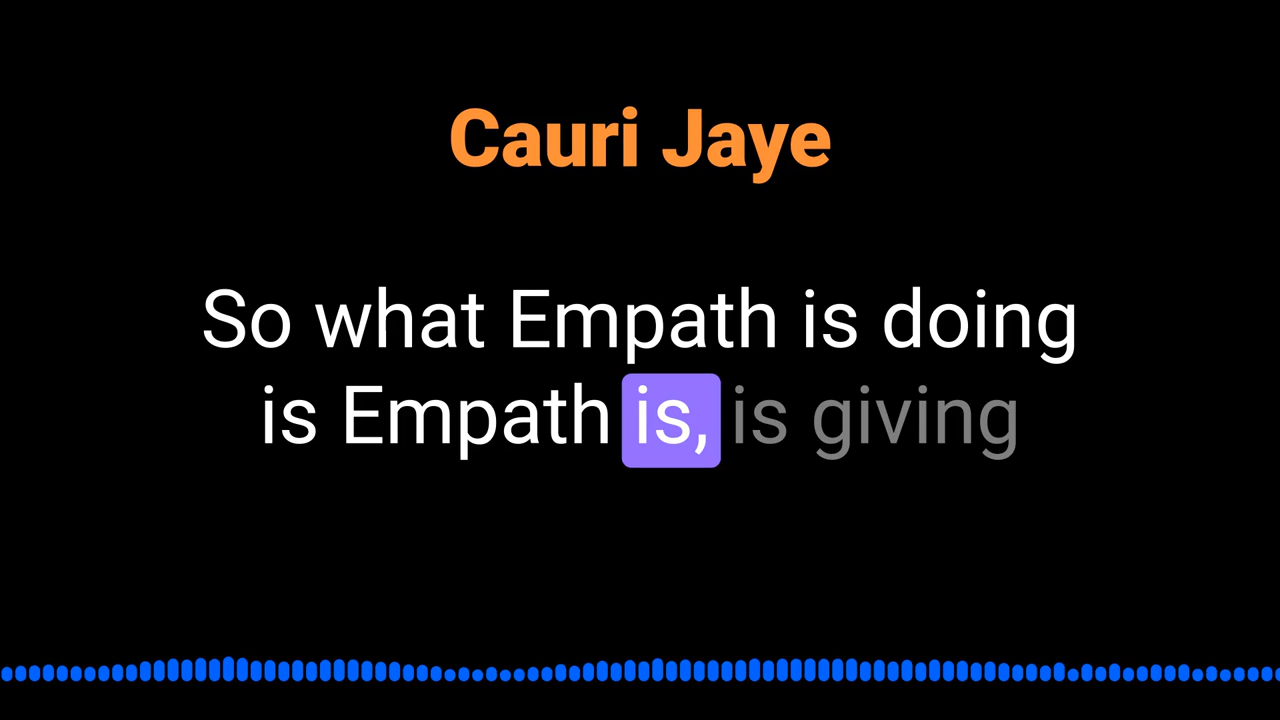 Cauri Jaye
So what Empath is doing
is Empath is, is giving